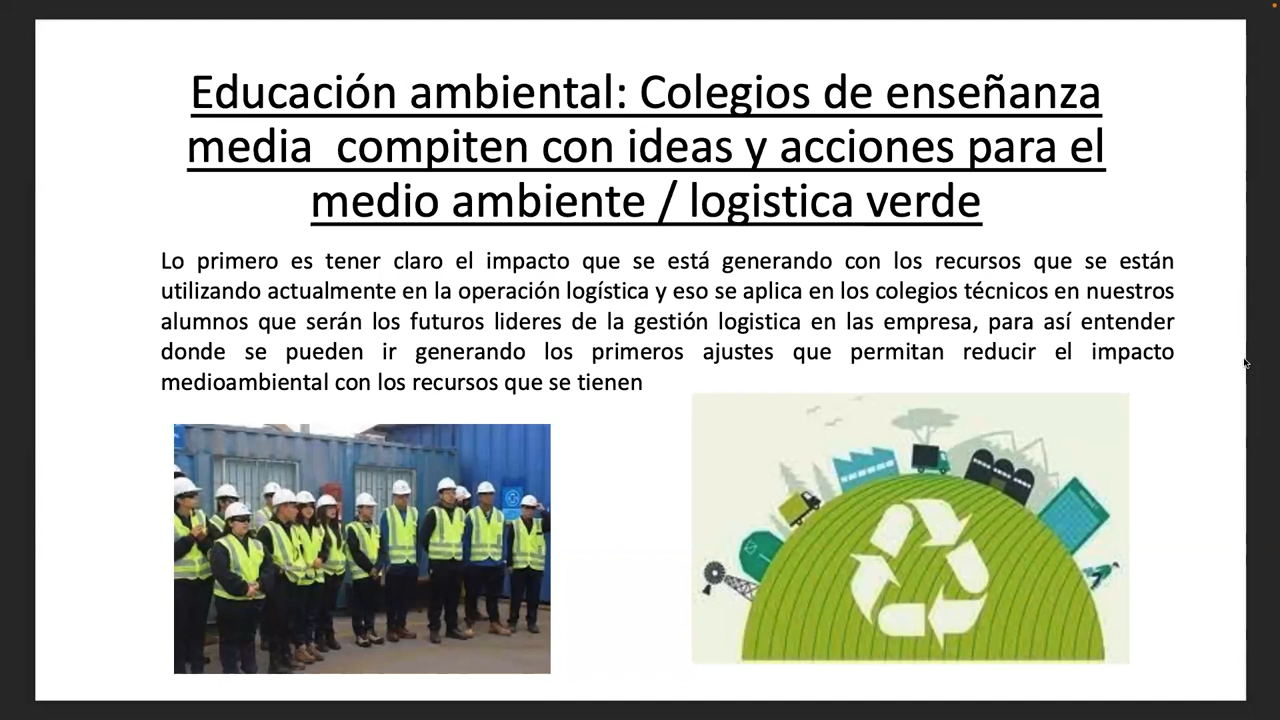 Educación ambiental: Colegios de enseñanza
media  compiten con ideas y acciones para el
medio ambiente / logistica verde
Lo primero es tener claro el impacto que se está generando con los recursos que se están
utilizando actualmente en la operación logística y eso se aplica en los colegios técnicos en nuestros
alumnos que serán los futuros lideres de la gestión logistica en las empresa, para así entender
donde se pueden ir generando los primeros ajustes que permitan reducir el impacto
medioambiental con los recursos que se tienen